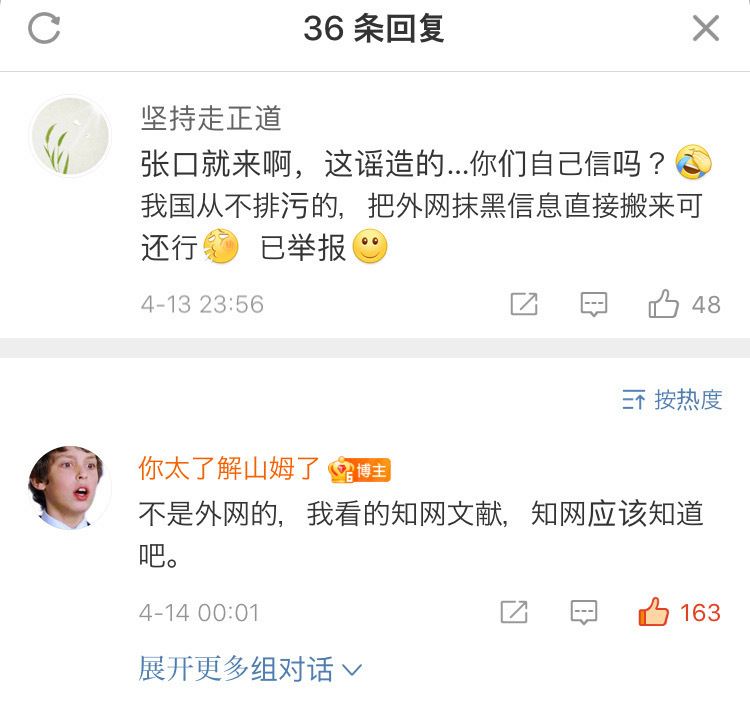 36 条回复
坚持走正道
张口就来啊，这谣造的...你们自己信吗？
我国从不排污的，把外网抹黑信息直接搬来可
还行 已举报
4-13 23:56
48
按热度
你太了解山姆了 博主
不是外网的，我看的知网文献，知网应该知道
吧。
4-14 00:01
163
展开更多组对话